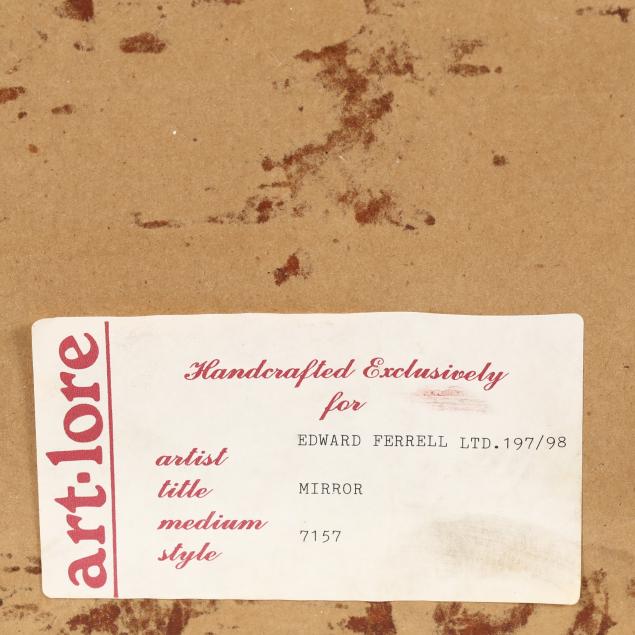 art·lore
Handcrafted Exclusively
for
EDWARD FERRELL LTD.197/98
artist
title MIRROR
medium
style 7157